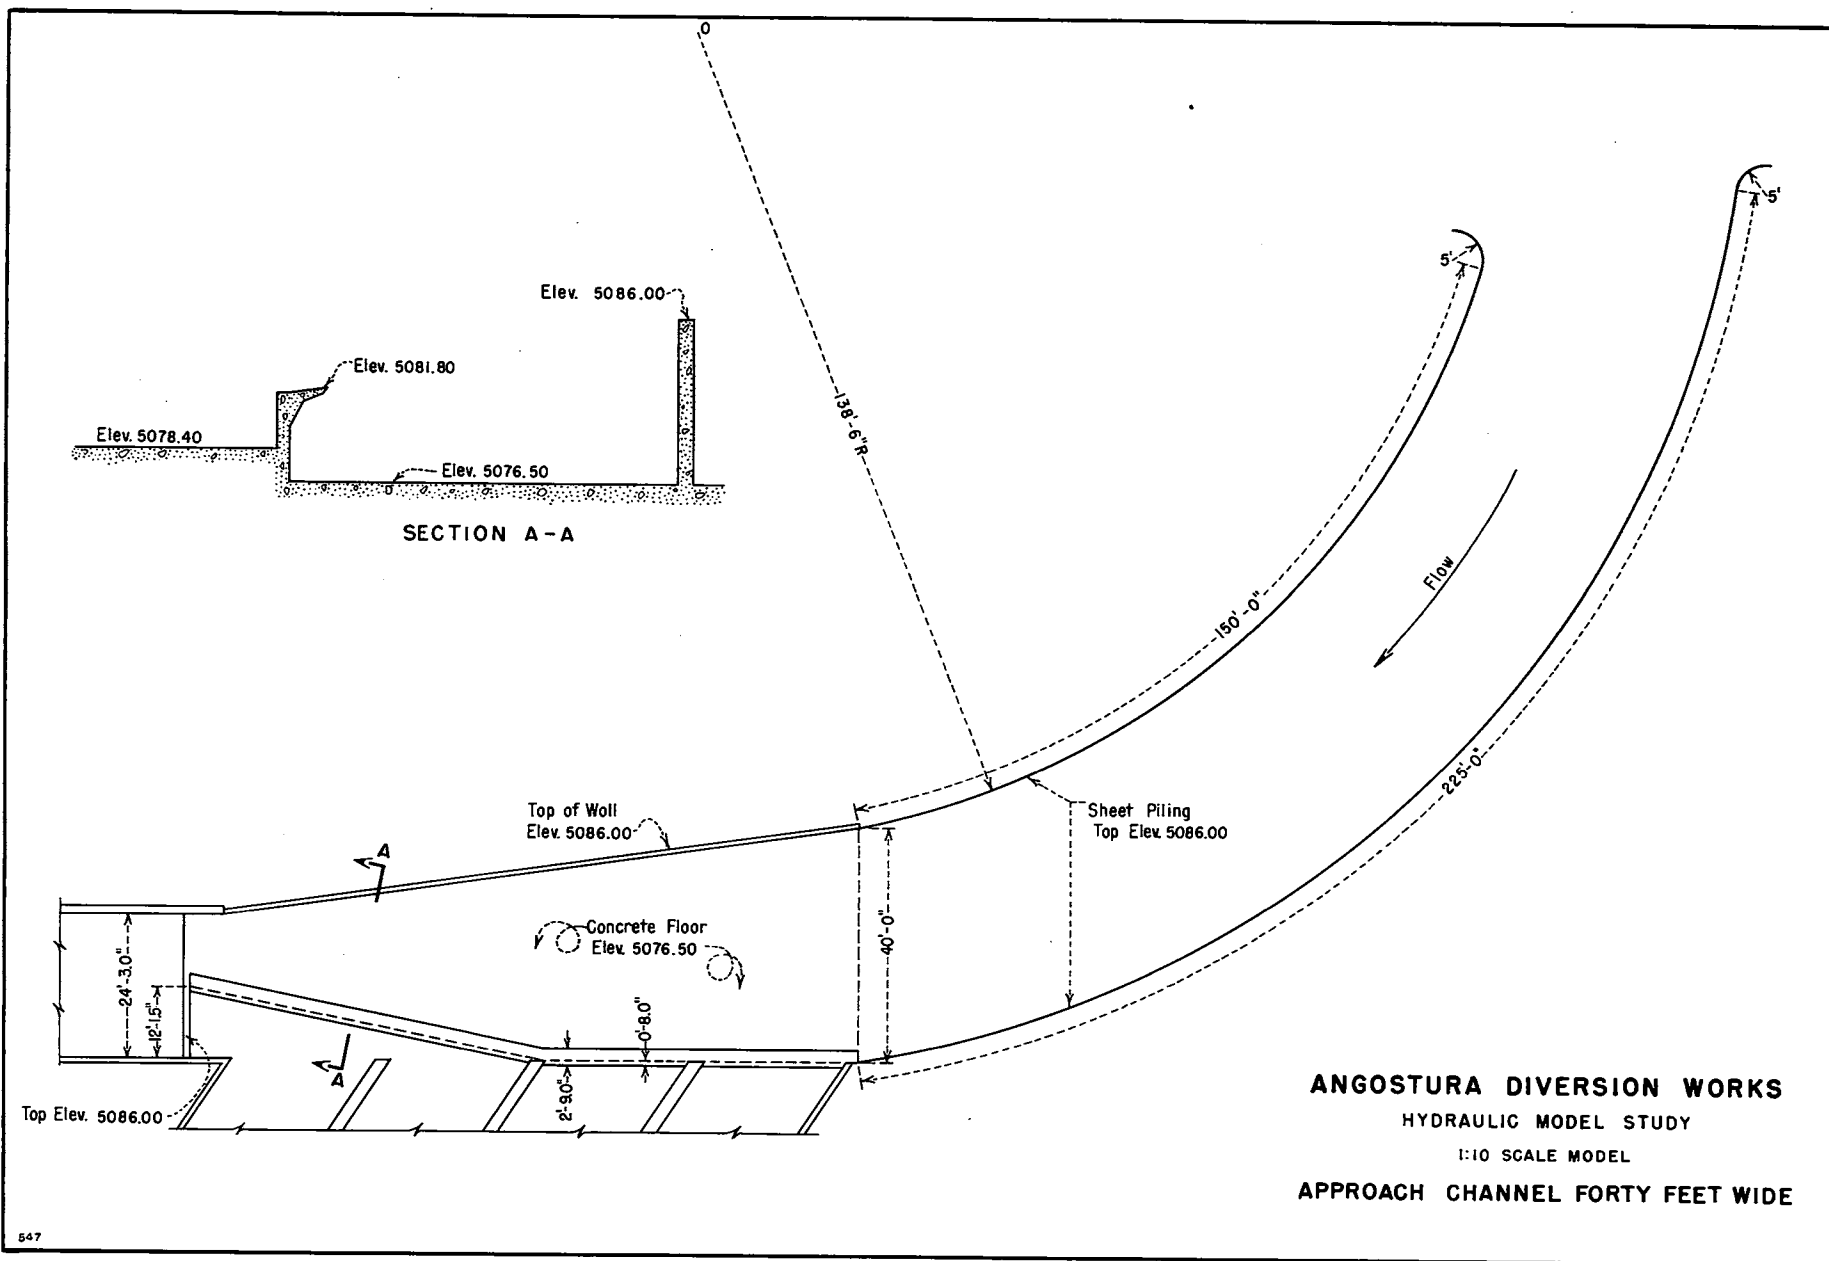 O
5'
5'
138'-6"R
Elev. 5086.00
Elev. 5081.80
Elev. 5078.40
Elev. 5076.50
SECTION A-A
Flow
150'-0"
225'-0"
Top of Wall
Elev. 5086.00
Sheet Piling
Top Elev. 5086.00
A
Concrete Floor
Elev. 5076.50
40'-0"
24'-3.0"
12'-1.5"
0'-8.0"
2'-9.0"
A
Top Elev. 5086.00
ANGOSTURA DIVERSION WORKS
HYDRAULIC MODEL STUDY
1:10 SCALE MODEL
APPROACH CHANNEL FORTY FEET WIDE
547